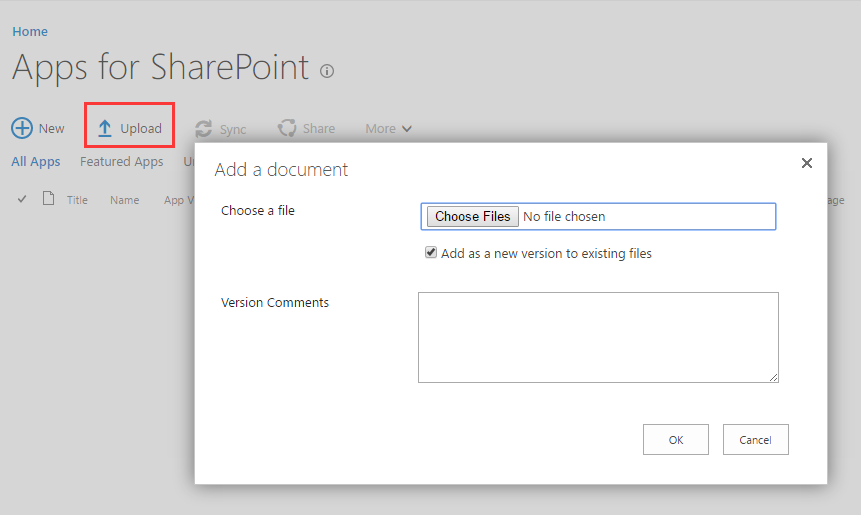 Home
Apps for SharePoint
New Upload Sync Share More
All Apps Featured Apps
Title Name App V
Add a document
Choose a file
Choose Files No file chosen
Add as a new version to existing files
Version Comments
OK Cancel